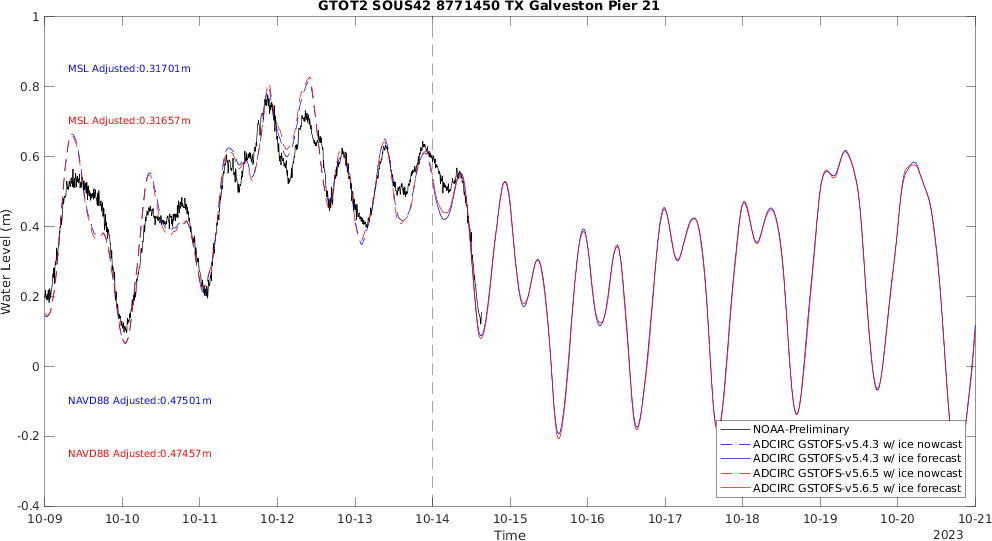 GTOT2 SOUS42 8771450 TX Galveston Pier 21
Water Level (m)
1
0.8
0.6
0.4
0.2
0
-0.2
-0.4
MSL Adjusted:0.31701m
MSL Adjusted:0.31657m
NAVD88 Adjusted:0.47501m
NAVD88 Adjusted:0.47457m
NOAA-Preliminary
ADCIRC GSTOFS-v5.4.3 w/ ice nowcast
ADCIRC GSTOFS-v5.4.3 w/ ice forecast
ADCIRC GSTOFS-v5.6.5 w/ ice nowcast
ADCIRC GSTOFS-v5.6.5 w/ ice forecast
10-09 10-10 10-11 10-12 10-13 10-14 10-15 10-16 10-17 10-18 10-19 10-20 10-21
Time
2023